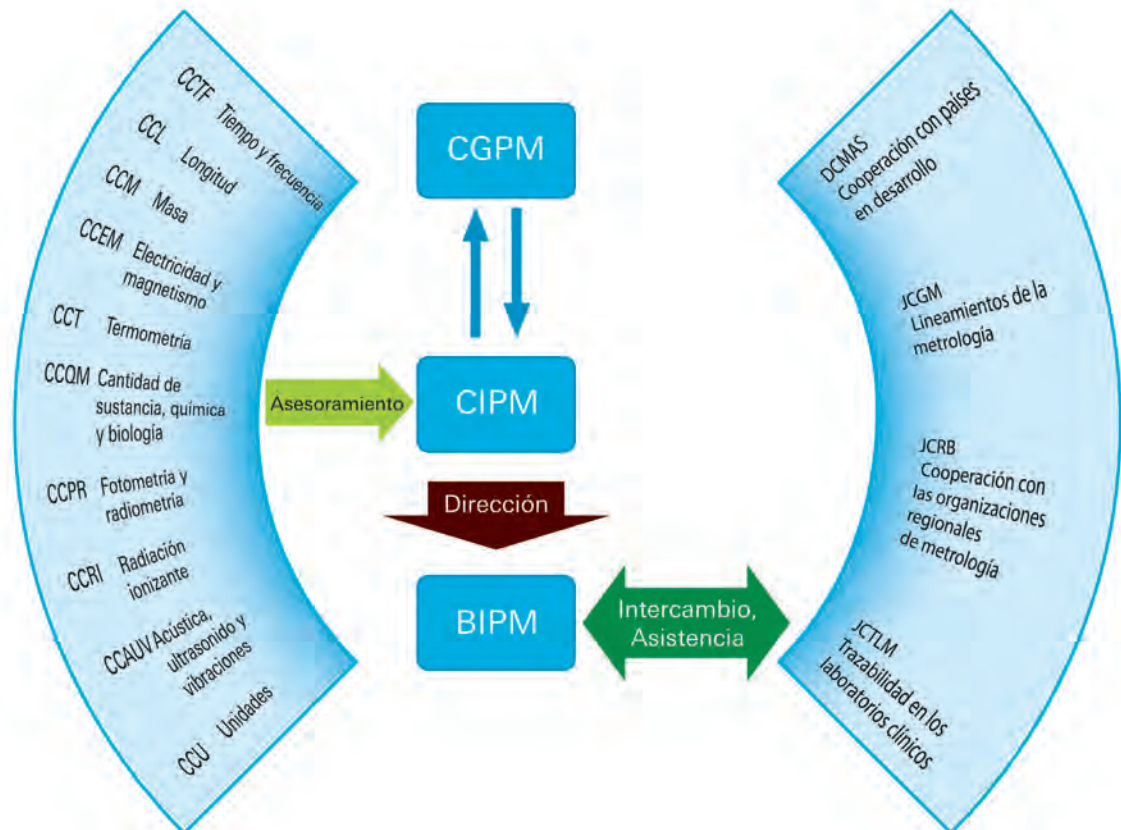 CCTF Tiempo y frecuencia
CCL Longitud
CCM Masa
CCEM Electricidad y
magnetismo
CCT Termometría
CCQM Cantidad de
sustancia, química
y biología
CCPR Fotometría y
radiometría
CCRI Radiación
ionizante
CCAUV Acústica,
ultrasonido y
vibraciones
CCU Unidades
CGPM
Asesoramiento
CIPM
Dirección
BIPM
Intercambio,
Asistencia
DCMAS
Cooperación con países
en desarrollo
JCGM
Lineamientos de la
metrología
JCRB
Cooperación con
las organizaciones
regionales
de metrología
JCTLM
Trazabilidad en los
laboratorios clínicos